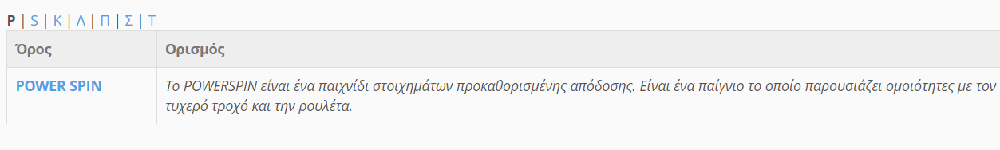 P | S | Κ | Λ | Π | Σ | Τ
Όρος Ορισμός
POWER SPIN Το POWERSPIN είναι ένα παιχνίδι στοιχημάτων προκαθορισμένης απόδοσης. Είναι ένα παίγνιο το οποίο παρουσιάζει ομοιότητες με τον
τυχερό τροχό και την ρουλέτα.